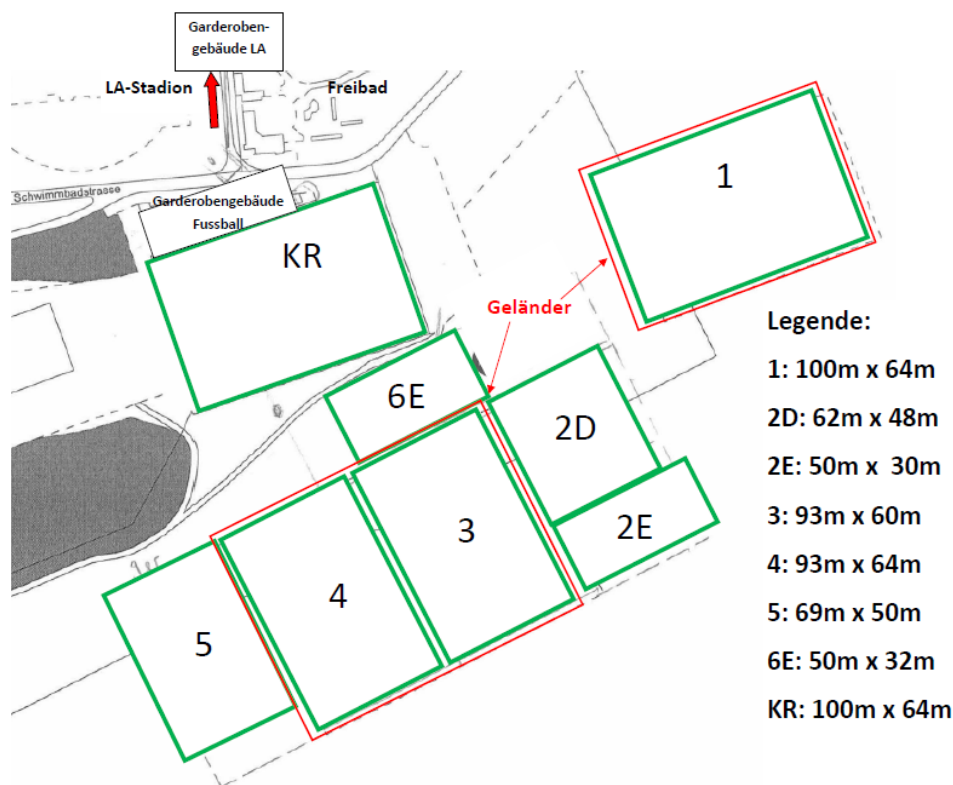 Garderoben-
gebäude LA
LA-Stadion
Freibad
Schwimmbadstrasse
Garderobengebäude
Fussball
1
KR
Geländer
6E
2D
3
2E
4
5
9er
Legende:
1: 100m x 64m
2D: 62m x 48m
2E: 50m x  30m
3: 93m x 60m
4: 93m x 64m
5: 69m x 50m
6E: 50m x 32m
KR: 100m x 64m